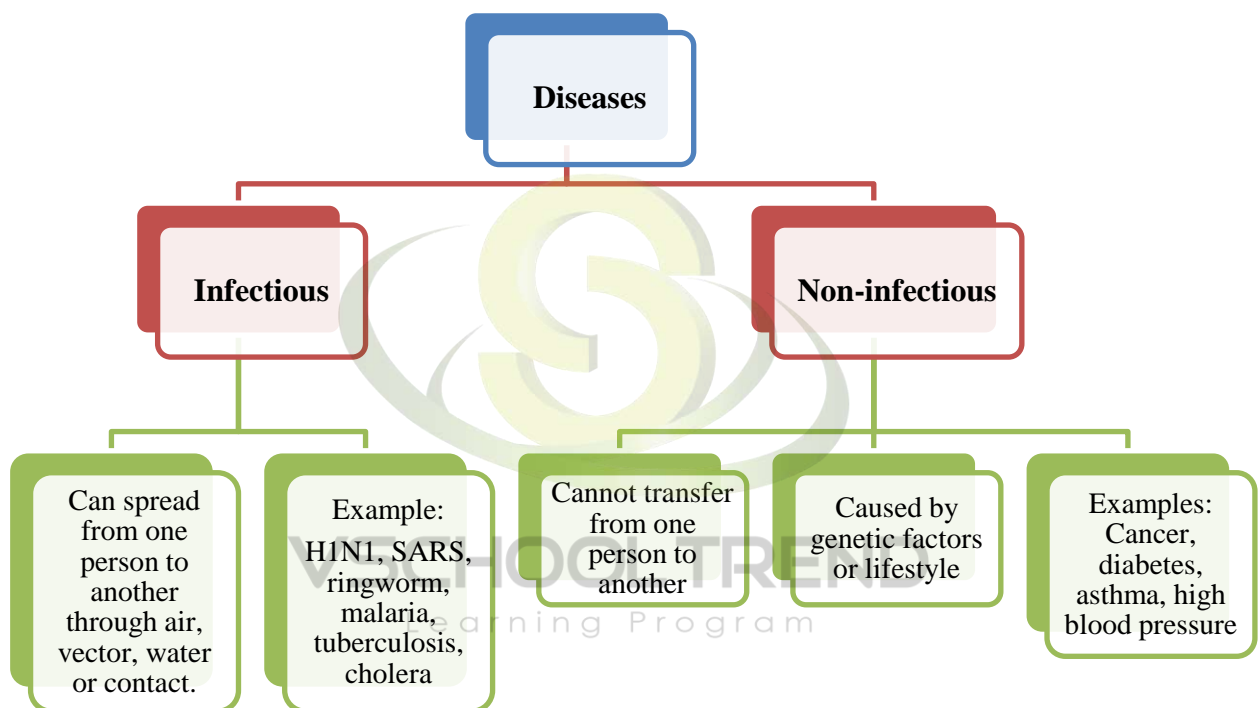 Diseases
Infectious
Non-infectious
Can spread
from one
person to
another
through air,
vector, water
or contact.
Example:
H1N1, SARS,
ringworm,
malaria,
tuberculosis,
cholera
Cannot transfer
from one
person to
another
Caused by
genetic factors
or lifestyle
Examples:
Cancer,
diabetes,
asthma, high
blood pressure
VSCHOOL TREND
Learning Program